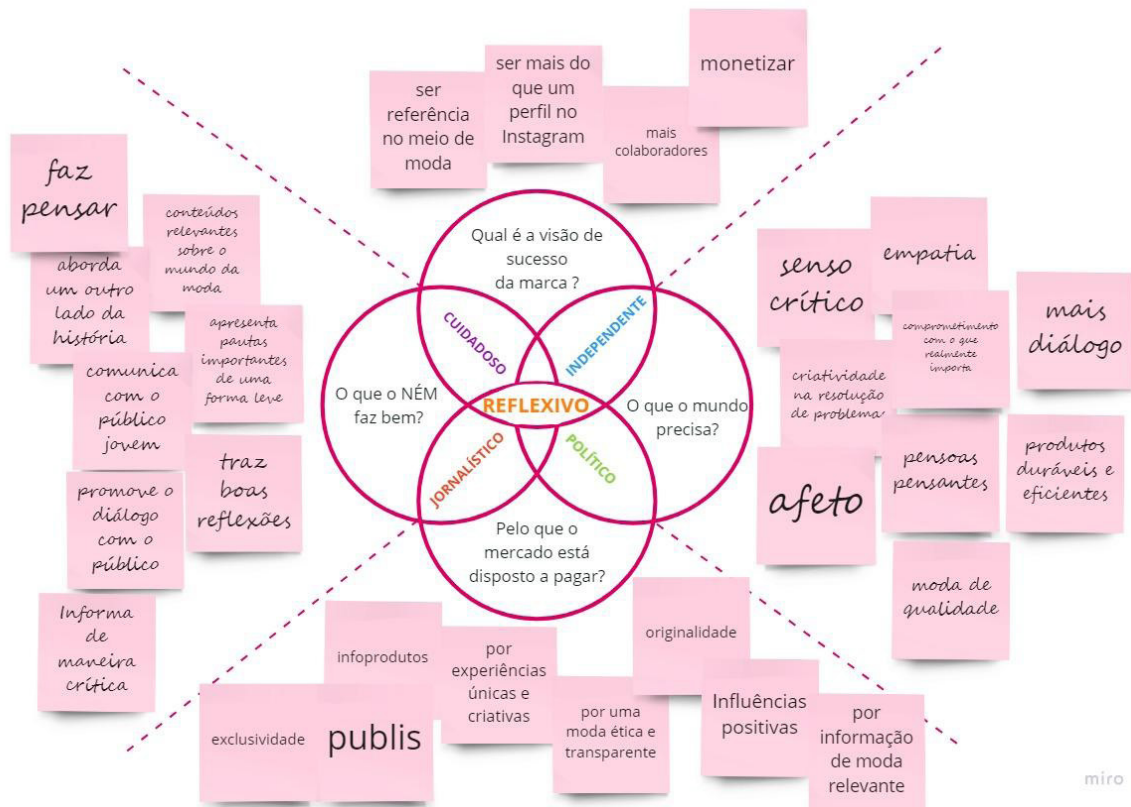 ser
referência
no meio de
moda
ser mais do
que um
perfil no
Instagram
mais
colaboradores
monetizar
faz
pensar
conteúdos
relevantes
sobre o
mundo da
moda
aborda
um outro
lado da
história
apresenta
pautas
importantes
de uma
forma leve
comunica
com o
público
jovem
traz
boas
reflexões
promove o
diálogo
com o
público
Informa
de
maneira
crítica
Qual é a visão de
sucesso
da marca ?
CUIDADOSO
INDEPENDENTE
O que o NÉM
faz bem?
REFLEXIVO
O que o mundo
precisa?
JORNALÍSTICO
POLÍTICO
Pelo que o
mercado está
disposto a pagar?
senso
crítico
empatia
mais
diálogo
comprometimento
com o que
realmente
importa
criatividade
na resolução
de problema
afeto
pensoas
pensantes
produtos
duráveis e
eficientes
moda de
qualidade
exclusividade
infoprodutos
publis
por
experiências
únicas e
criativas
por uma
moda ética e
transparente
originalidade
Influências
positivas
por
informação
de moda
relevante
miro